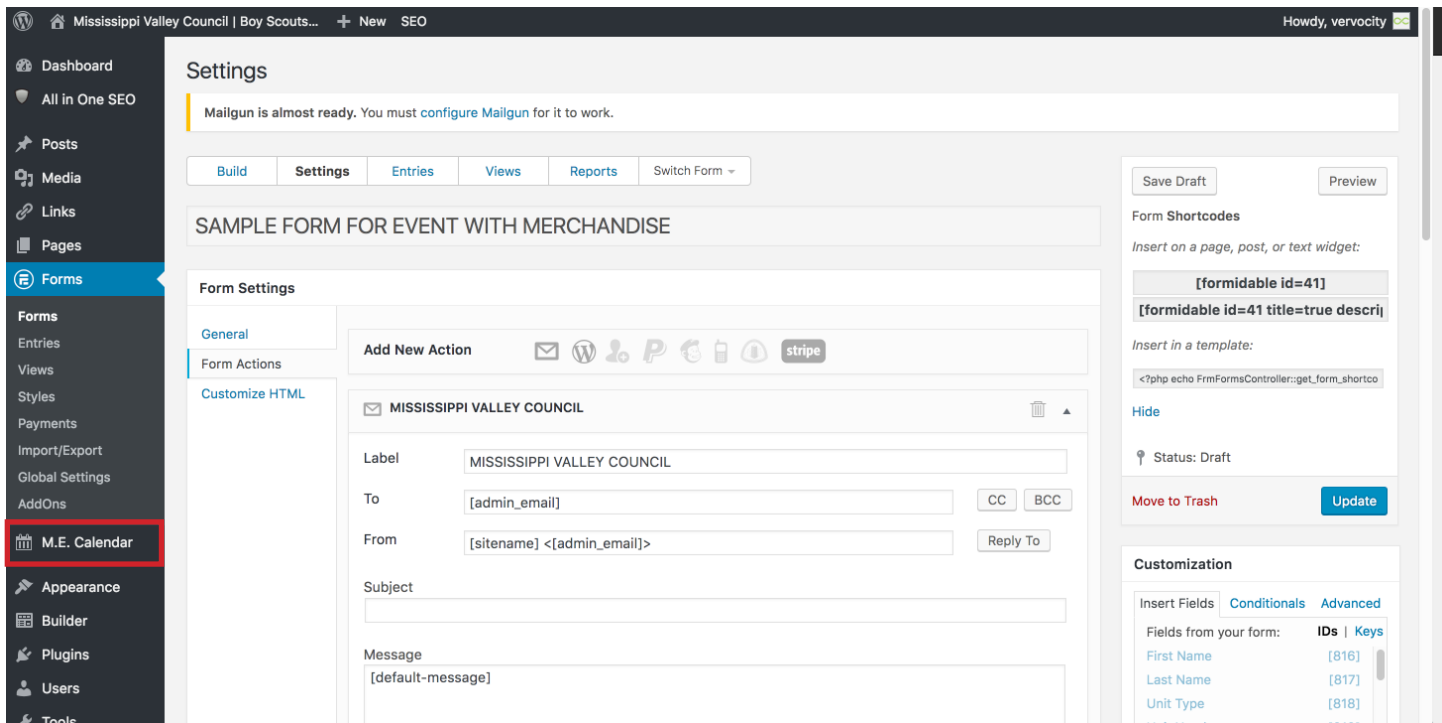 Mississippi Valley Council | Boy Scouts... + New SEO Howdy, vervocity
Dashboard
All in One SEO
Posts
Media
Links
Pages
Forms
Forms
Entries
Views
Styles
Payments
Import/Export
Global Settings
AddOns
M.E. Calendar
Appearance
Builder
Plugins
Users
Tools
Settings
Mailgun is almost ready. You must configure Mailgun for it to work.
Build Settings Entries Views Reports Switch Form
SAMPLE FORM FOR EVENT WITH MERCHANDISE
Form Settings
General
Form Actions
Customize HTML
Add New Action stripe
MISSISSIPPI VALLEY COUNCIL
Label MISSISSIPPI VALLEY COUNCIL
To [admin_email] CC BCC
From [sitename] <[admin_email]> Reply To
Subject
Message
[default-message]
Save Draft Preview
Form Shortcodes
Insert on a page, post, or text widget:
[formidable id=41]
[formidable id=41 title=true descrip
Insert in a template:
<?php echo FrmFormsController::get_form_shortco
Hide
Status: Draft
Move to Trash Update
Customization
Insert Fields Conditionals Advanced
Fields from your form: IDs | Keys
First Name [816]
Last Name [817]
Unit Type [818]